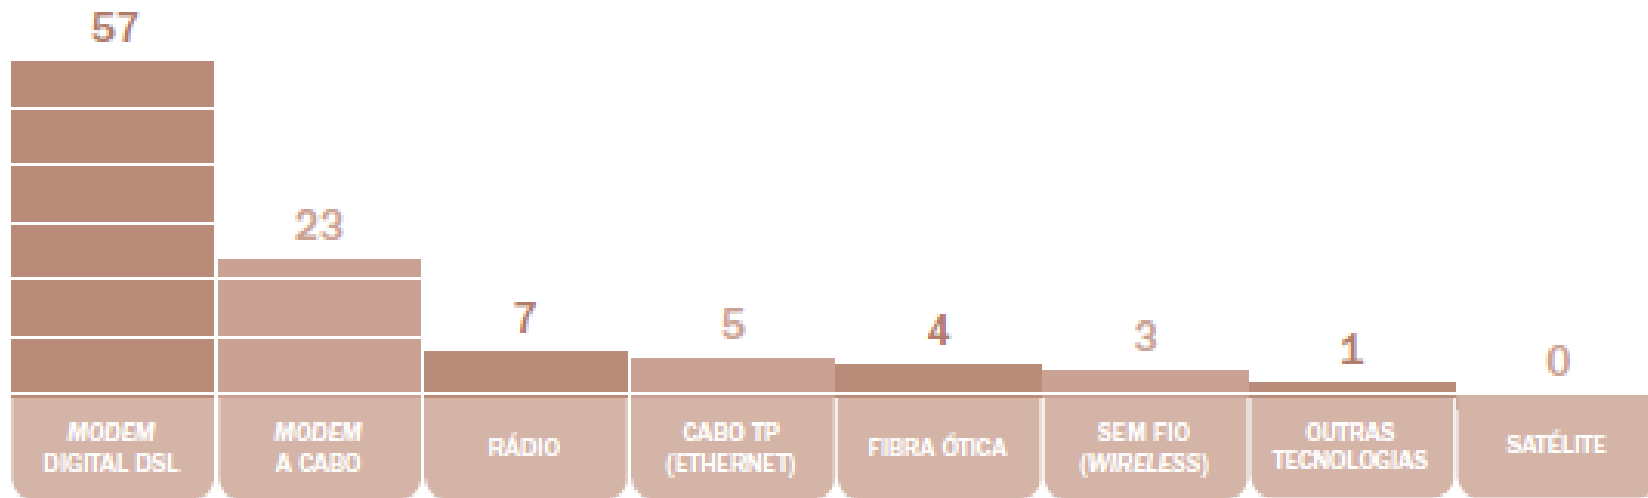 57
23
7
5
4
3
1
0
MODEM
DIGITAL DSL
MODEM
A CABO
RÁDIO
CABO TP
(ETHERNET)
FIBRA ÓTICA
SEM FIO
(WIRELESS)
OUTRAS
TECNOLOGIAS
SATÉLITE